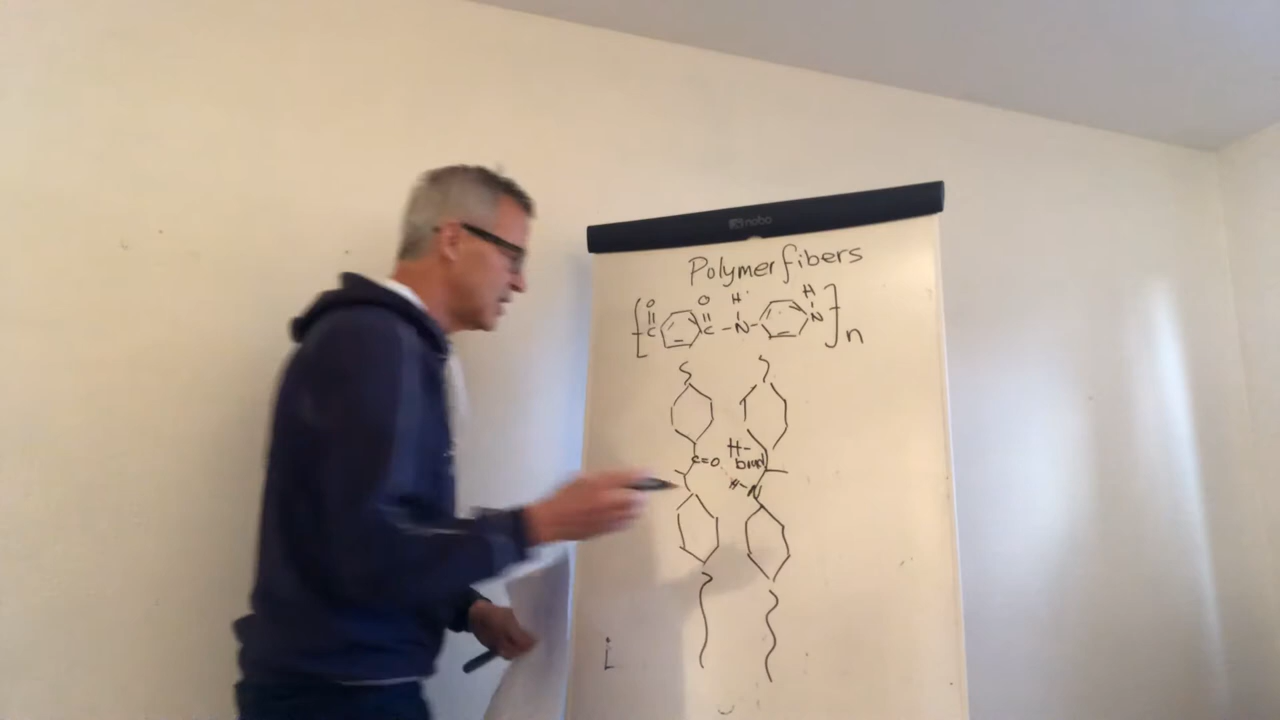 nobo
Polymer fibers
O O H H
[ C C - N - N ] n
C=O H-
bond
H-N